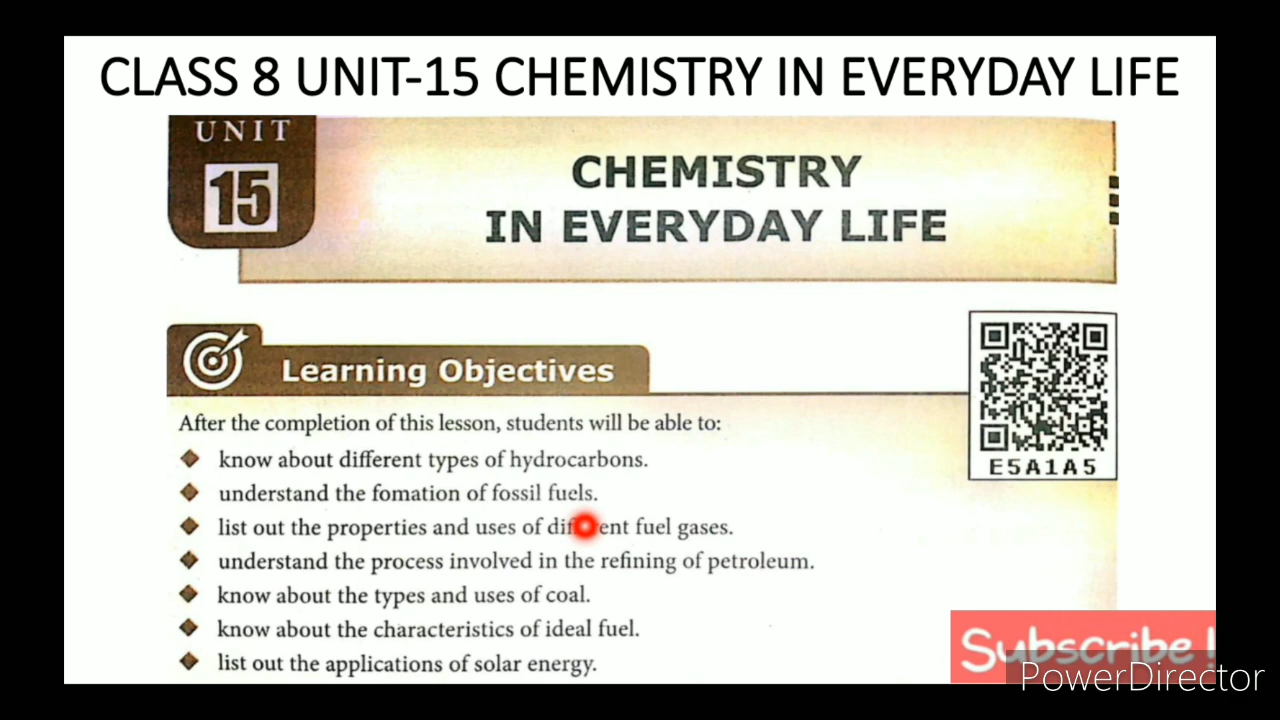 CLASS 8 UNIT-15 CHEMISTRY IN EVERYDAY LIFE
UNIT
15
CHEMISTRY
IN EVERYDAY LIFE
Learning Objectives
E5A1A5
After the completion of this lesson, students will be able to:
know about different types of hydrocarbons.
understand the fomation of fossil fuels.
list out the properties and uses of different fuel gases.
understand the process involved in the refining of petroleum.
know about the types and uses of coal.
know about the characteristics of ideal fuel.
list out the applications of solar energy.
Subscribe !
PowerDirector